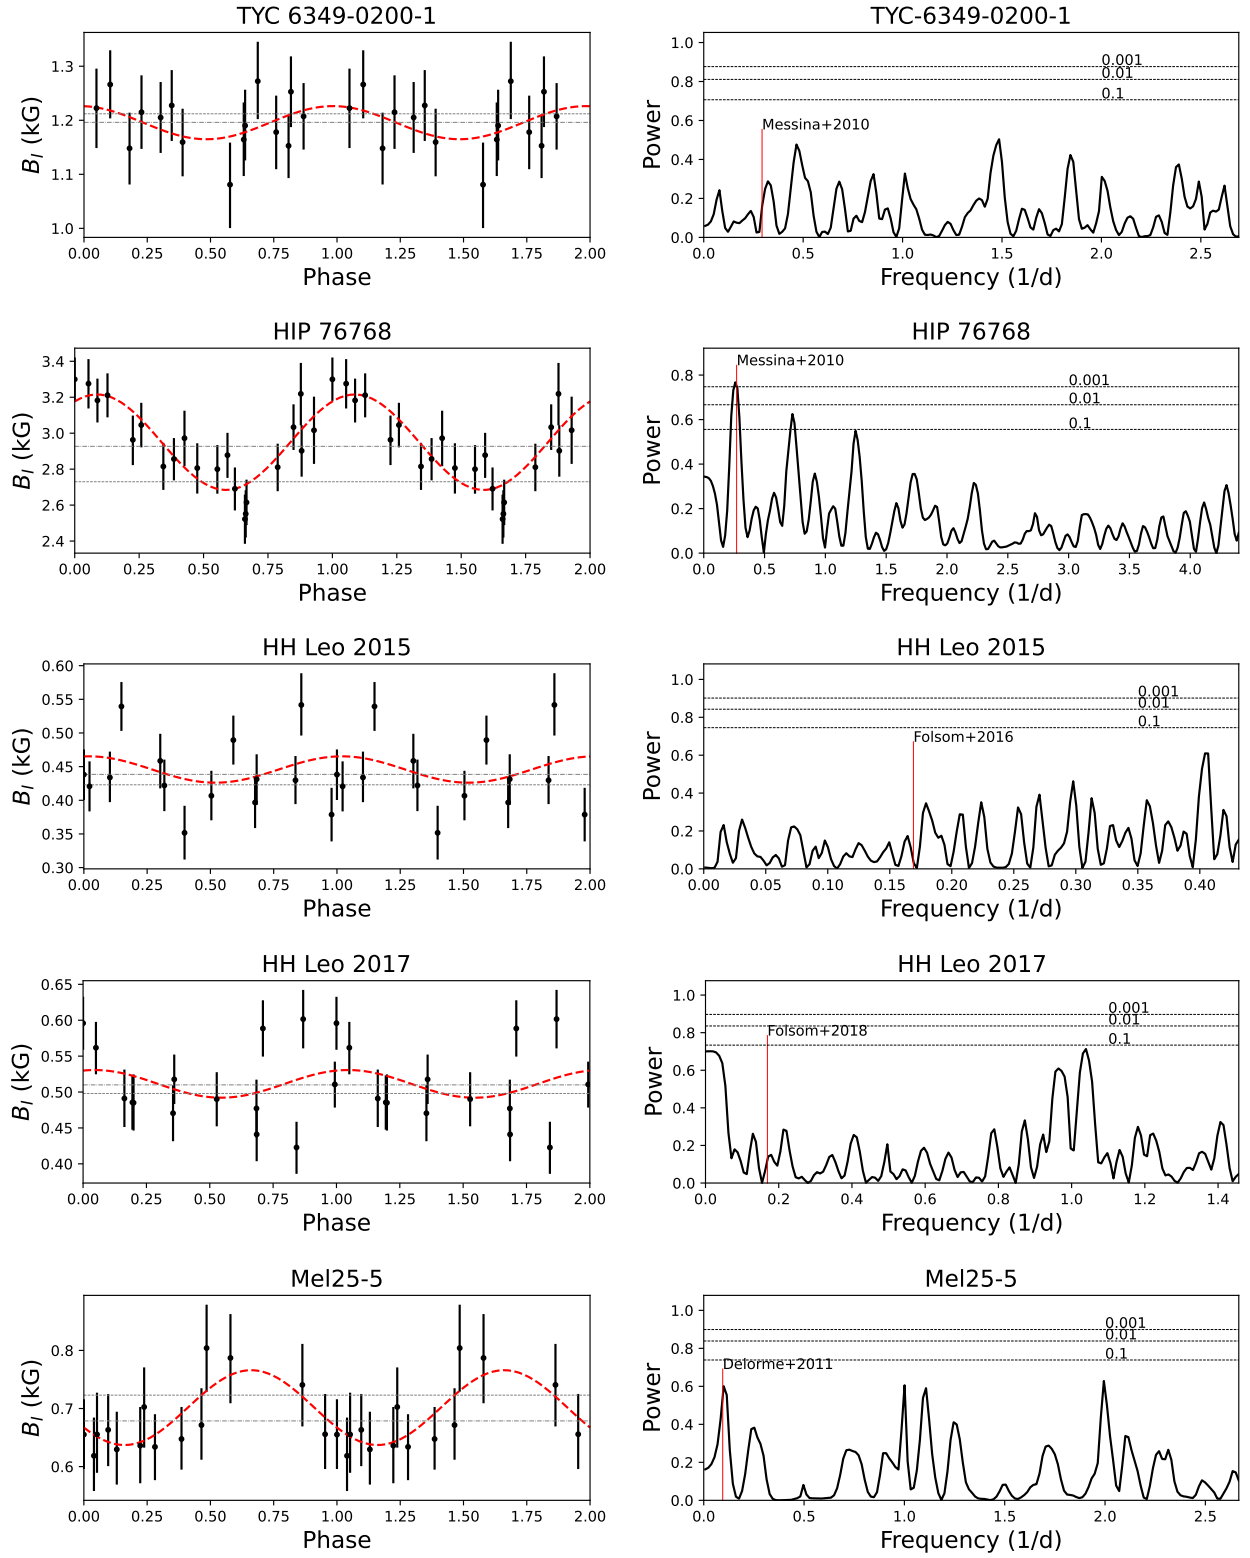 TYC 6349-0200-1
B_l (kG)
1.3
1.2
1.1
1.0
0.00 0.25 0.50 0.75 1.00 1.25 1.50 1.75 2.00
Phase
TYC-6349-0200-1
Power
1.0
0.8
0.6
0.4
0.2
0.0
0.001
0.01
0.1
Messina+2010
0.0 0.5 1.0 1.5 2.0 2.5
Frequency (1/d)
HIP 76768
B_l (kG)
3.4
3.2
3.0
2.8
2.6
2.4
0.00 0.25 0.50 0.75 1.00 1.25 1.50 1.75 2.00
Phase
HIP 76768
Power
0.8
0.6
0.4
0.2
0.0
Messina+2010
0.001
0.01
0.1
0.0 0.5 1.0 1.5 2.0 2.5 3.0 3.5 4.0
Frequency (1/d)
HH Leo 2015
B_l (kG)
0.60
0.55
0.50
0.45
0.40
0.35
0.30
0.00 0.25 0.50 0.75 1.00 1.25 1.50 1.75 2.00
Phase
HH Leo 2015
Power
1.0
0.8
0.6
0.4
0.2
0.0
0.001
0.01
0.1
Folsom+2016
0.00 0.05 0.10 0.15 0.20 0.25 0.30 0.35 0.40
Frequency (1/d)
HH Leo 2017
B_l (kG)
0.65
0.60
0.55
0.50
0.45
0.40
0.00 0.25 0.50 0.75 1.00 1.25 1.50 1.75 2.00
Phase
HH Leo 2017
Power
1.0
0.8
0.6
0.4
0.2
0.0
0.001
0.01
0.1
Folsom+2018
0.0 0.2 0.4 0.6 0.8 1.0 1.2 1.4
Frequency (1/d)
Mel25-5
B_l (kG)
0.8
0.7
0.6
0.00 0.25 0.50 0.75 1.00 1.25 1.50 1.75 2.00
Phase
Mel25-5
Power
1.0
0.8
0.6
0.4
0.2
0.0
0.001
0.01
0.1
Delorme+2011
0.0 0.5 1.0 1.5 2.0 2.5
Frequency (1/d)